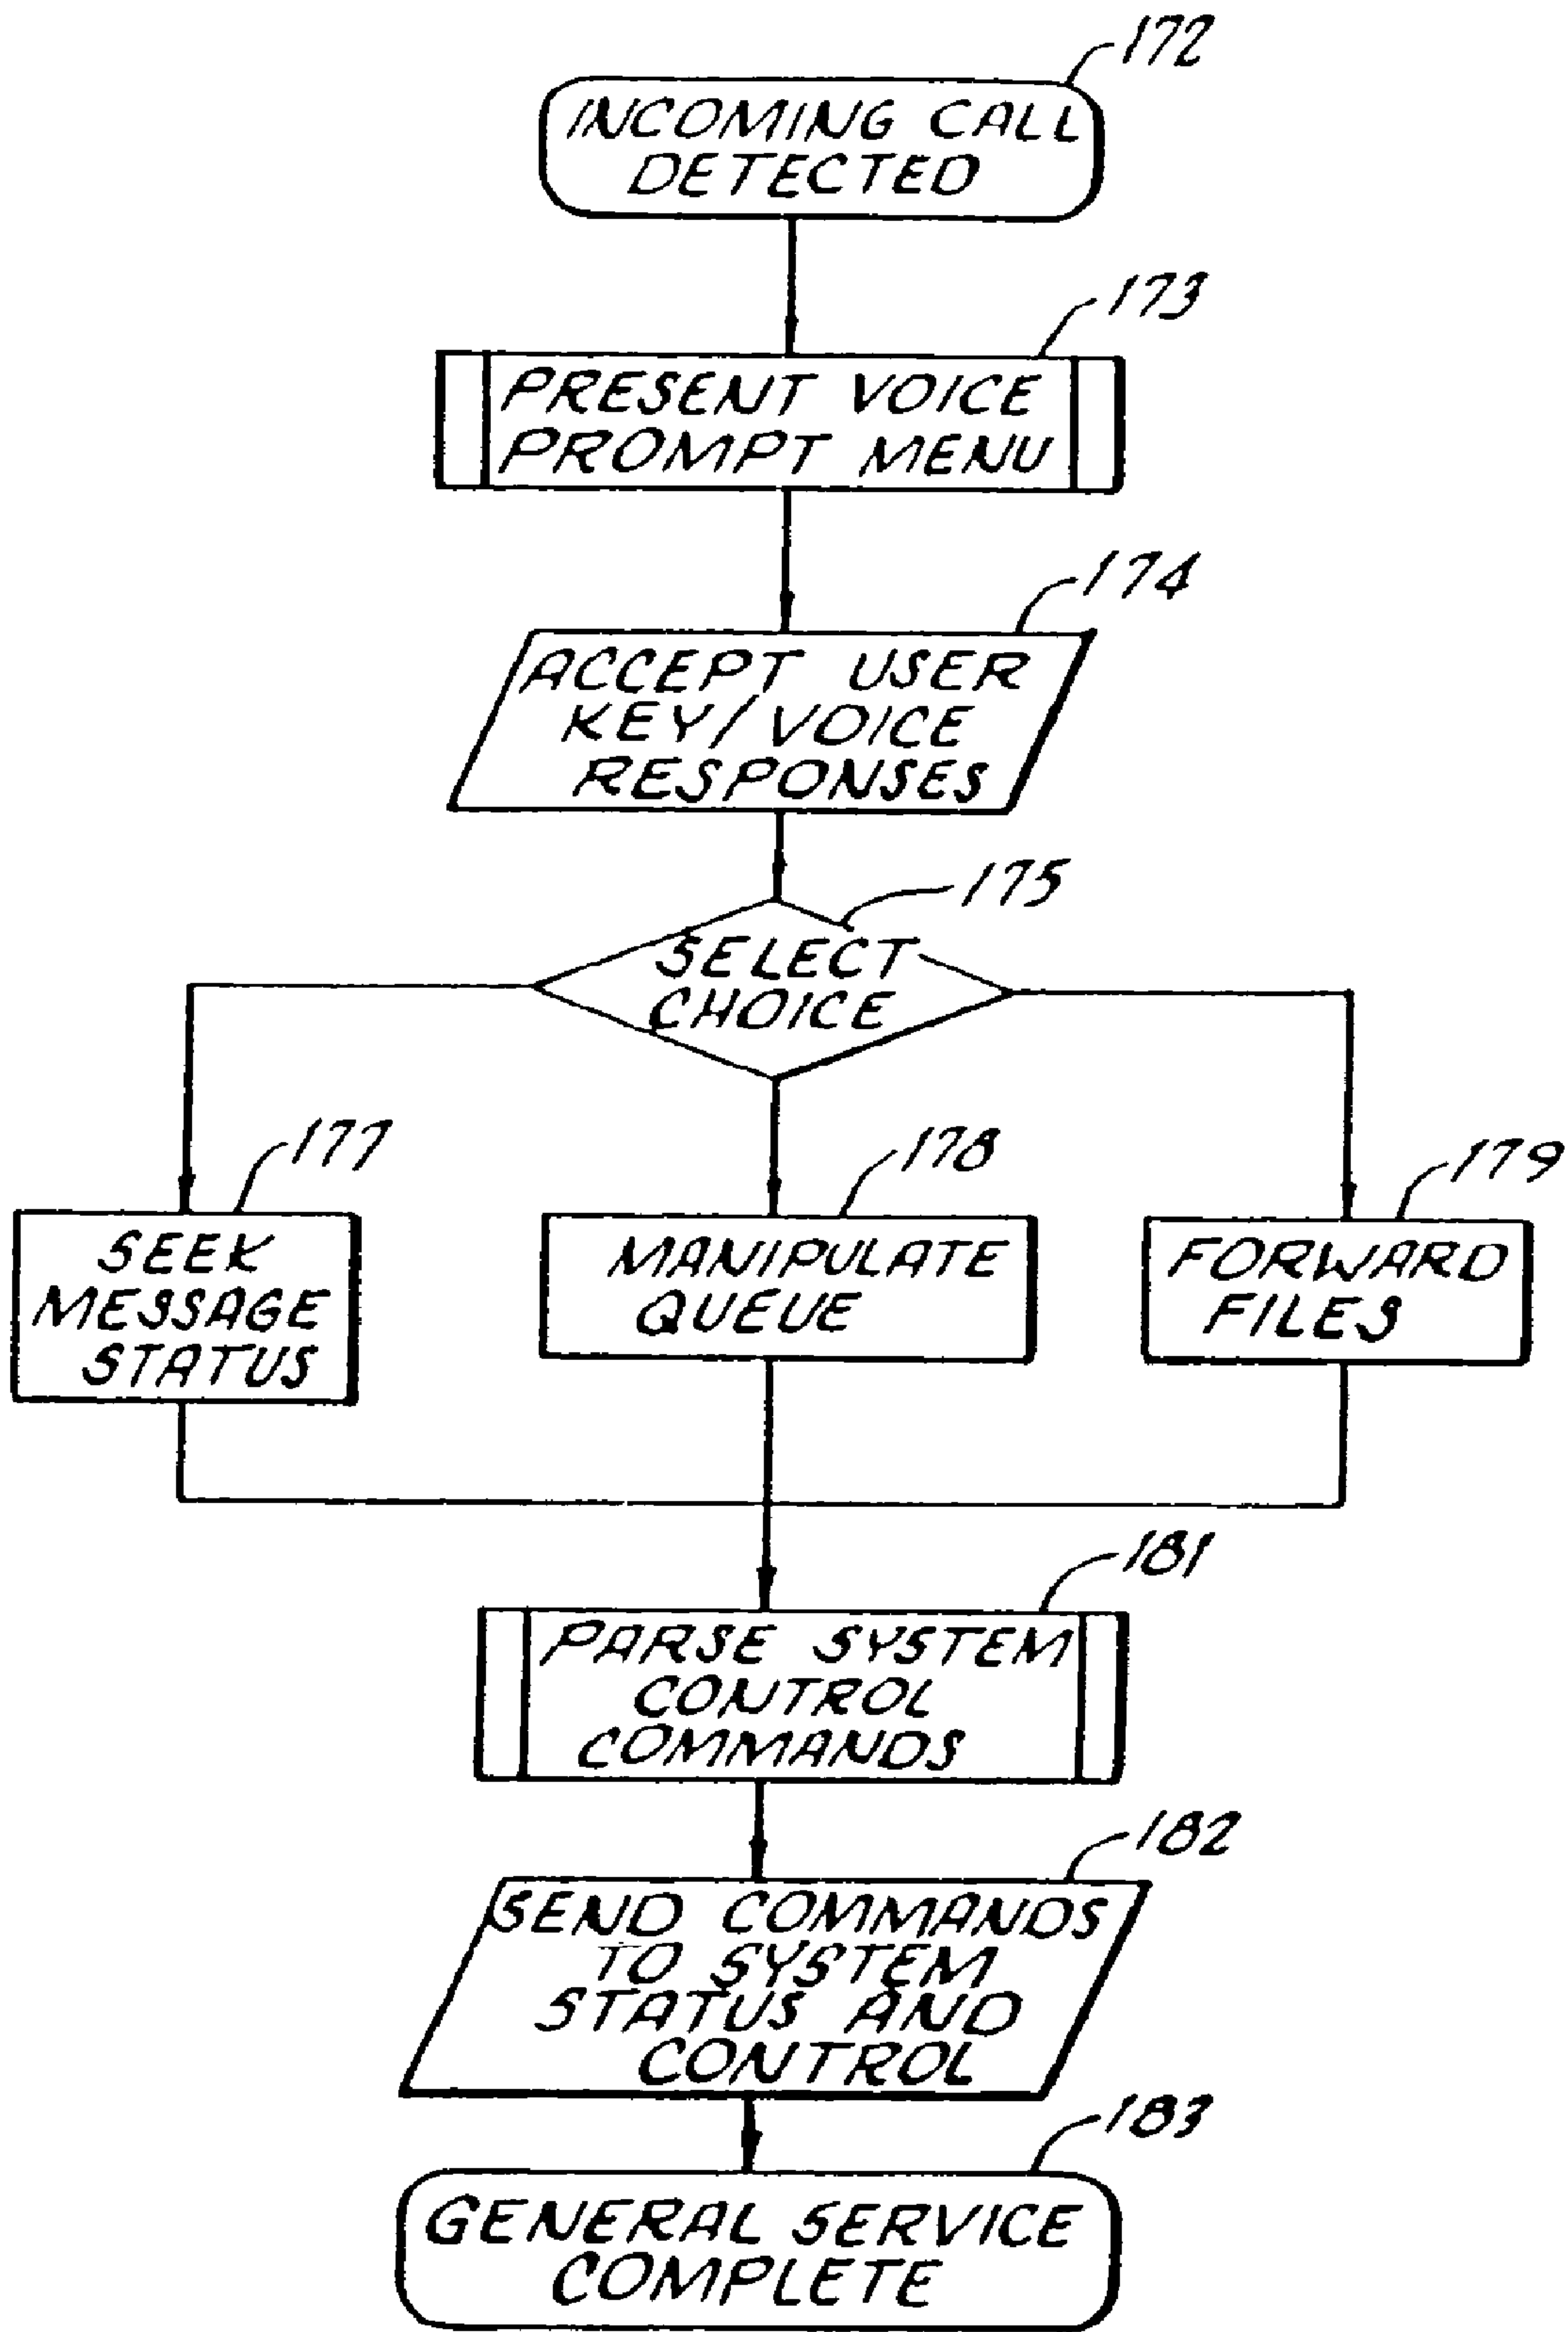 172
INCOMING CALL
DETECTED
173
PRESENT VOICE
PROMPT MENU
174
ACCEPT USER
KEY/VOICE
RESPONSES
175
SELECT
CHOICE
177
SEEK
MESSAGE
STATUS
178
MANIPULATE
QUEUE
179
FORWARD
FILES
181
PARSE SYSTEM
CONTROL
COMMANDS
182
SEND COMMANDS
TO SYSTEM
STATUS AND
CONTROL
183
GENERAL SERVICE
COMPLETE